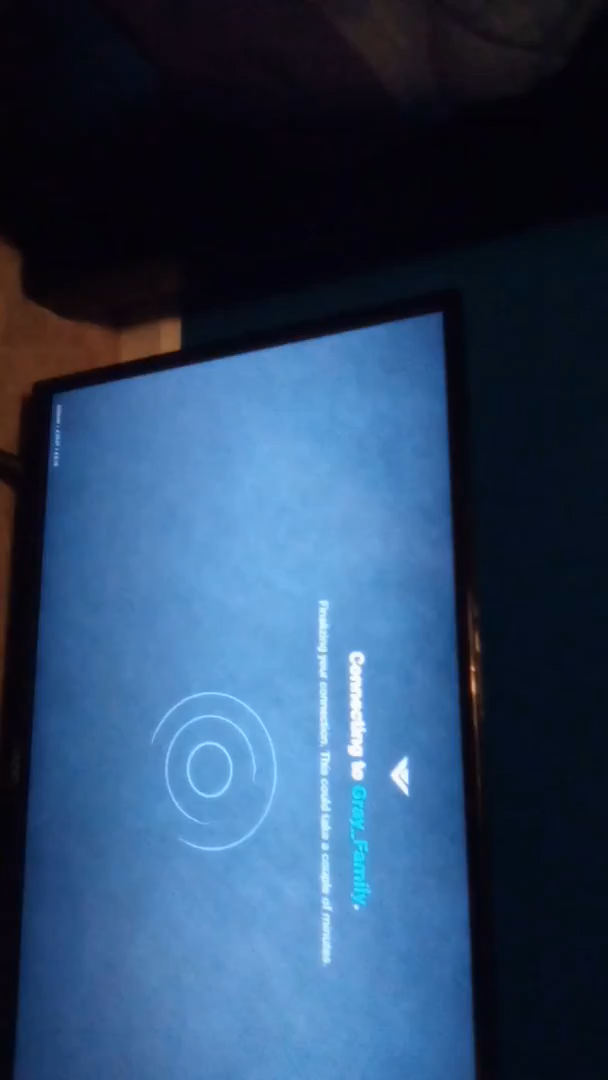 Connecting to Gray_Family.
Finalizing your connection. This could take a couple of minutes.